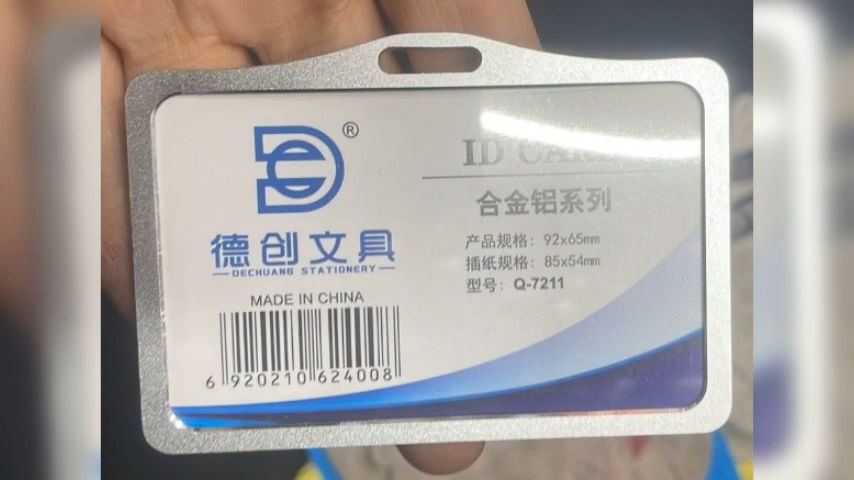 ®
ID CARD
德创文具
DECHUANG STATIONERY
MADE IN CHINA
6 920210 624008
合金铝系列
产品规格：92x65mm
插纸规格：85x54mm
型号：Q-7211